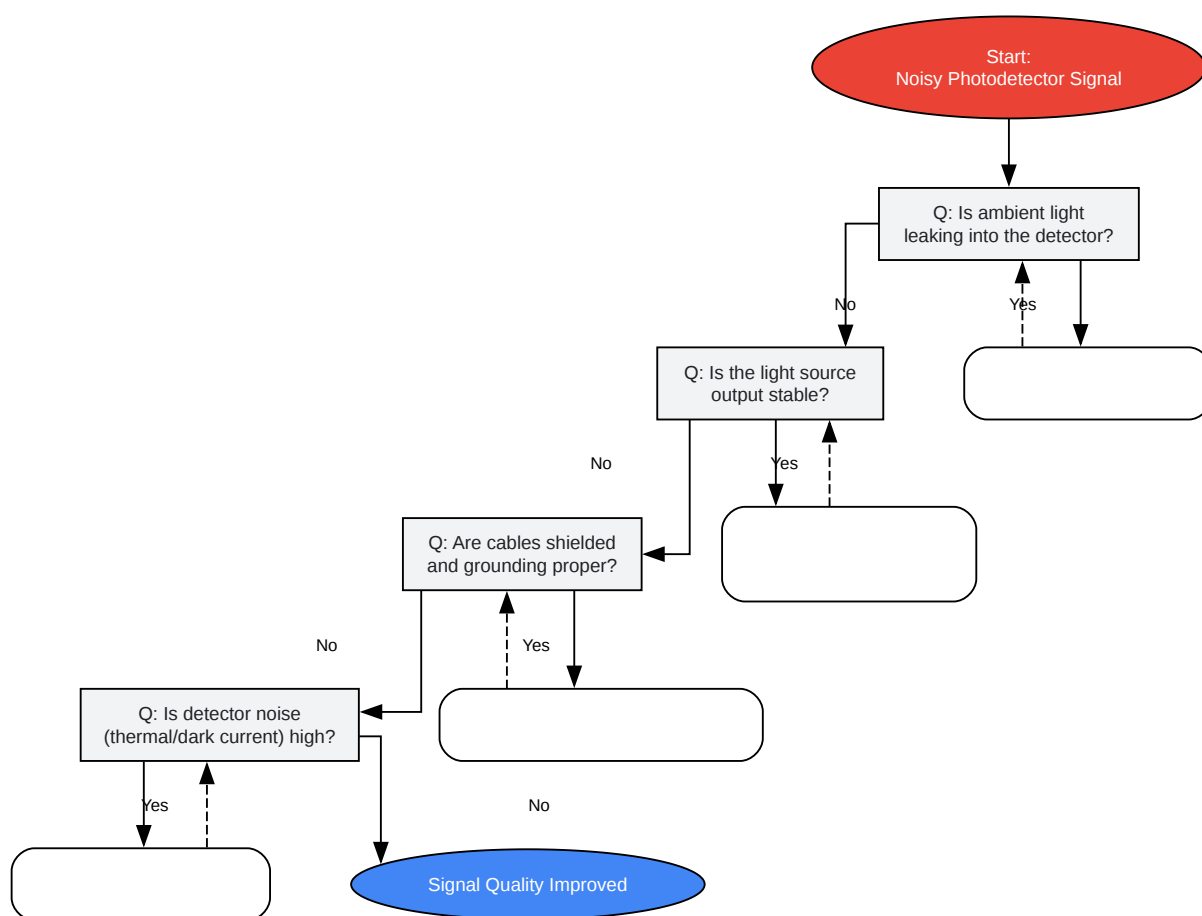 Start:
Noisy Photodetector Signal
Q: Is ambient light
leaking into the detector?
No
Yes
Q: Is the light source
output stable?
No
Yes
Q: Are cables shielded
and grounding proper?
No
Yes
Q: Is detector noise
(thermal/dark current) high?
Yes
No
Signal Quality Improved